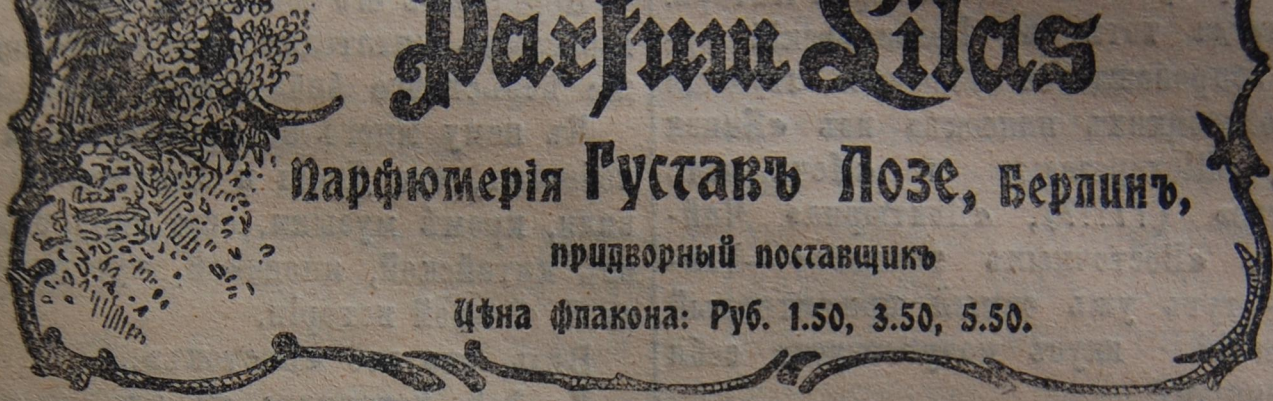 Parfum Lilas
Парфюмерія Густавъ Лозе, Берлинъ,
придворный поставщикъ
Цѣна флакона: Руб. 1.50, 3.50, 5.50.